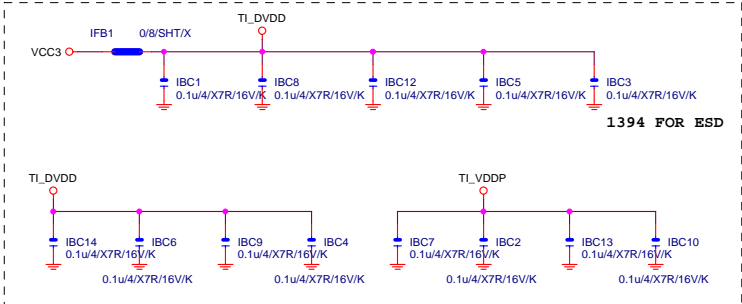 TI_DVDD
IFB1 0/8/SHT/X
VCC3
IBC1 IBC8 IBC12 IBC5 IBC3
0.1u/4/X7R/16V/K 0.1u/4/X7R/16V/K 0.1u/4/X7R/16V/K 0.1u/4/X7R/16V/K 0.1u/4/X7R/16V/K
1394 FOR ESD
TI_DVDD TI_VDDP
IBC14 IBC6 IBC9 IBC4 IBC7 IBC2 IBC13 IBC10
0.1u/4/X7R/16V/K 0.1u/4/X7R/16V/K 0.1u/4/X7R/16V/K 0.1u/4/X7R/16V/K
0.1u/4/X7R/16V/K 0.1u/4/X7R/16V/K 0.1u/4/X7R/16V/K 0.1u/4/X7R/16V/K